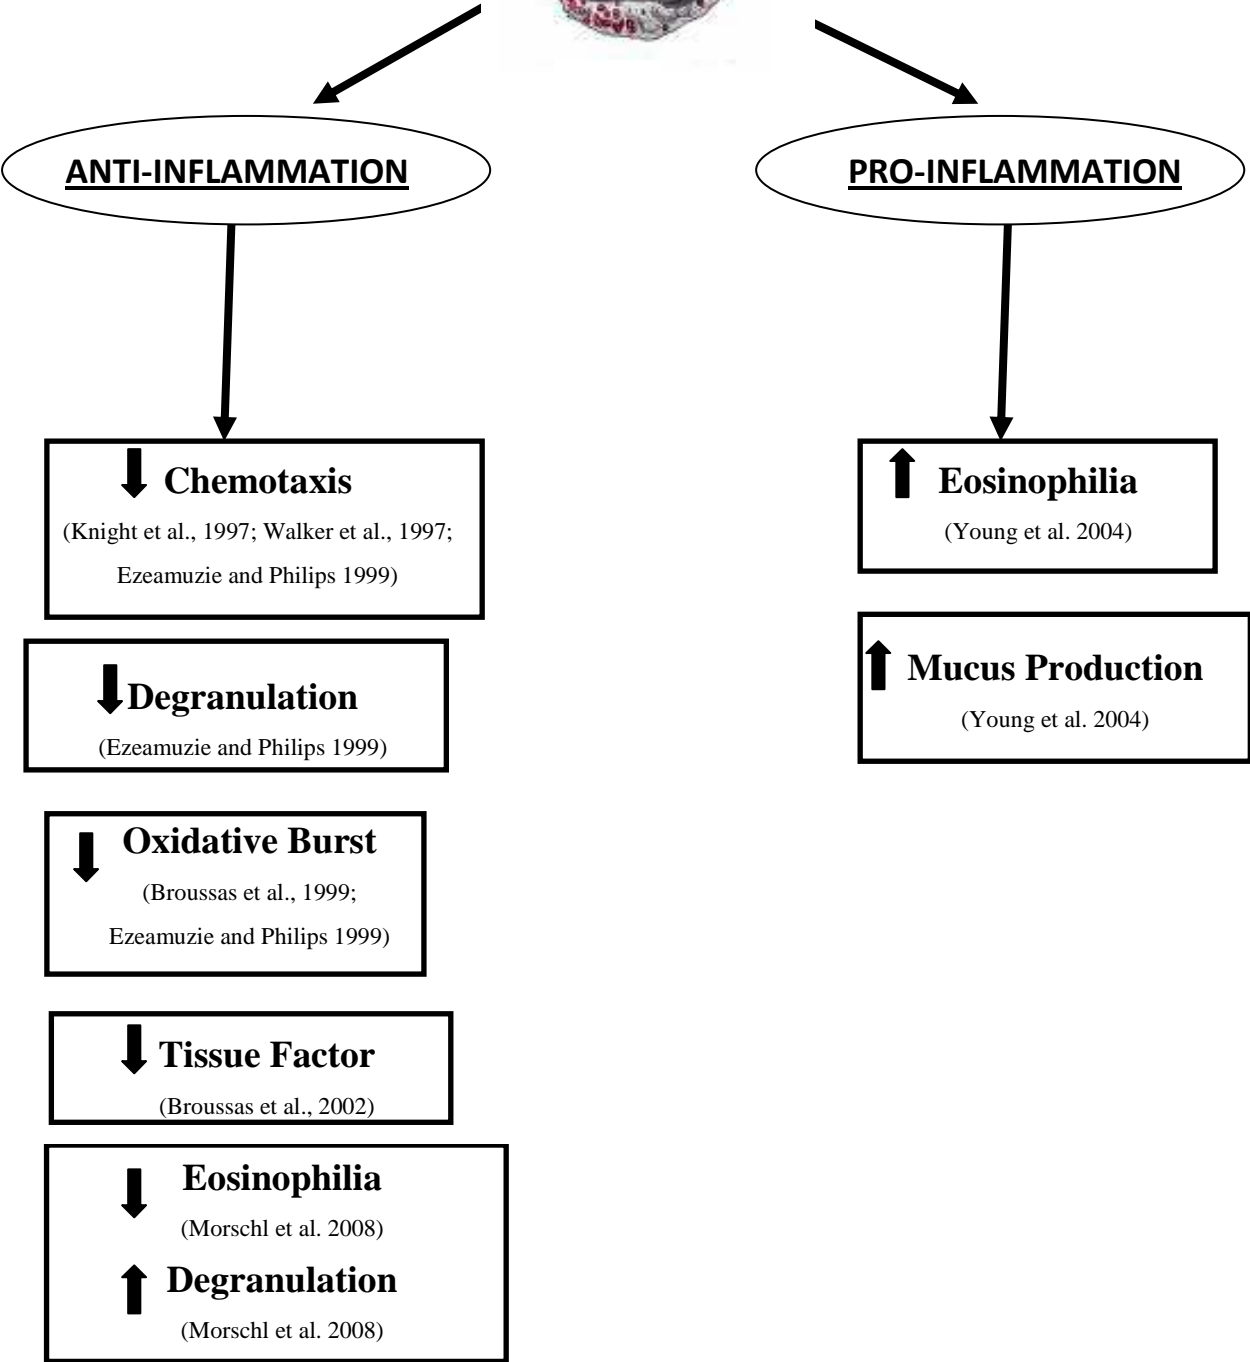 ANTI-INFLAMMATION
PRO-INFLAMMATION
Chemotaxis
(Knight et al., 1997; Walker et al., 1997;
Ezeamuzie and Philips 1999)
Degranulation
(Ezeamuzie and Philips 1999)
Oxidative Burst
(Broussas et al., 1999;
Ezeamuzie and Philips 1999)
Tissue Factor
(Broussas et al., 2002)
Eosinophilia
(Morschl et al. 2008)
Degranulation
(Morschl et al. 2008)
Eosinophilia
(Young et al. 2004)
Mucus Production
(Young et al. 2004)